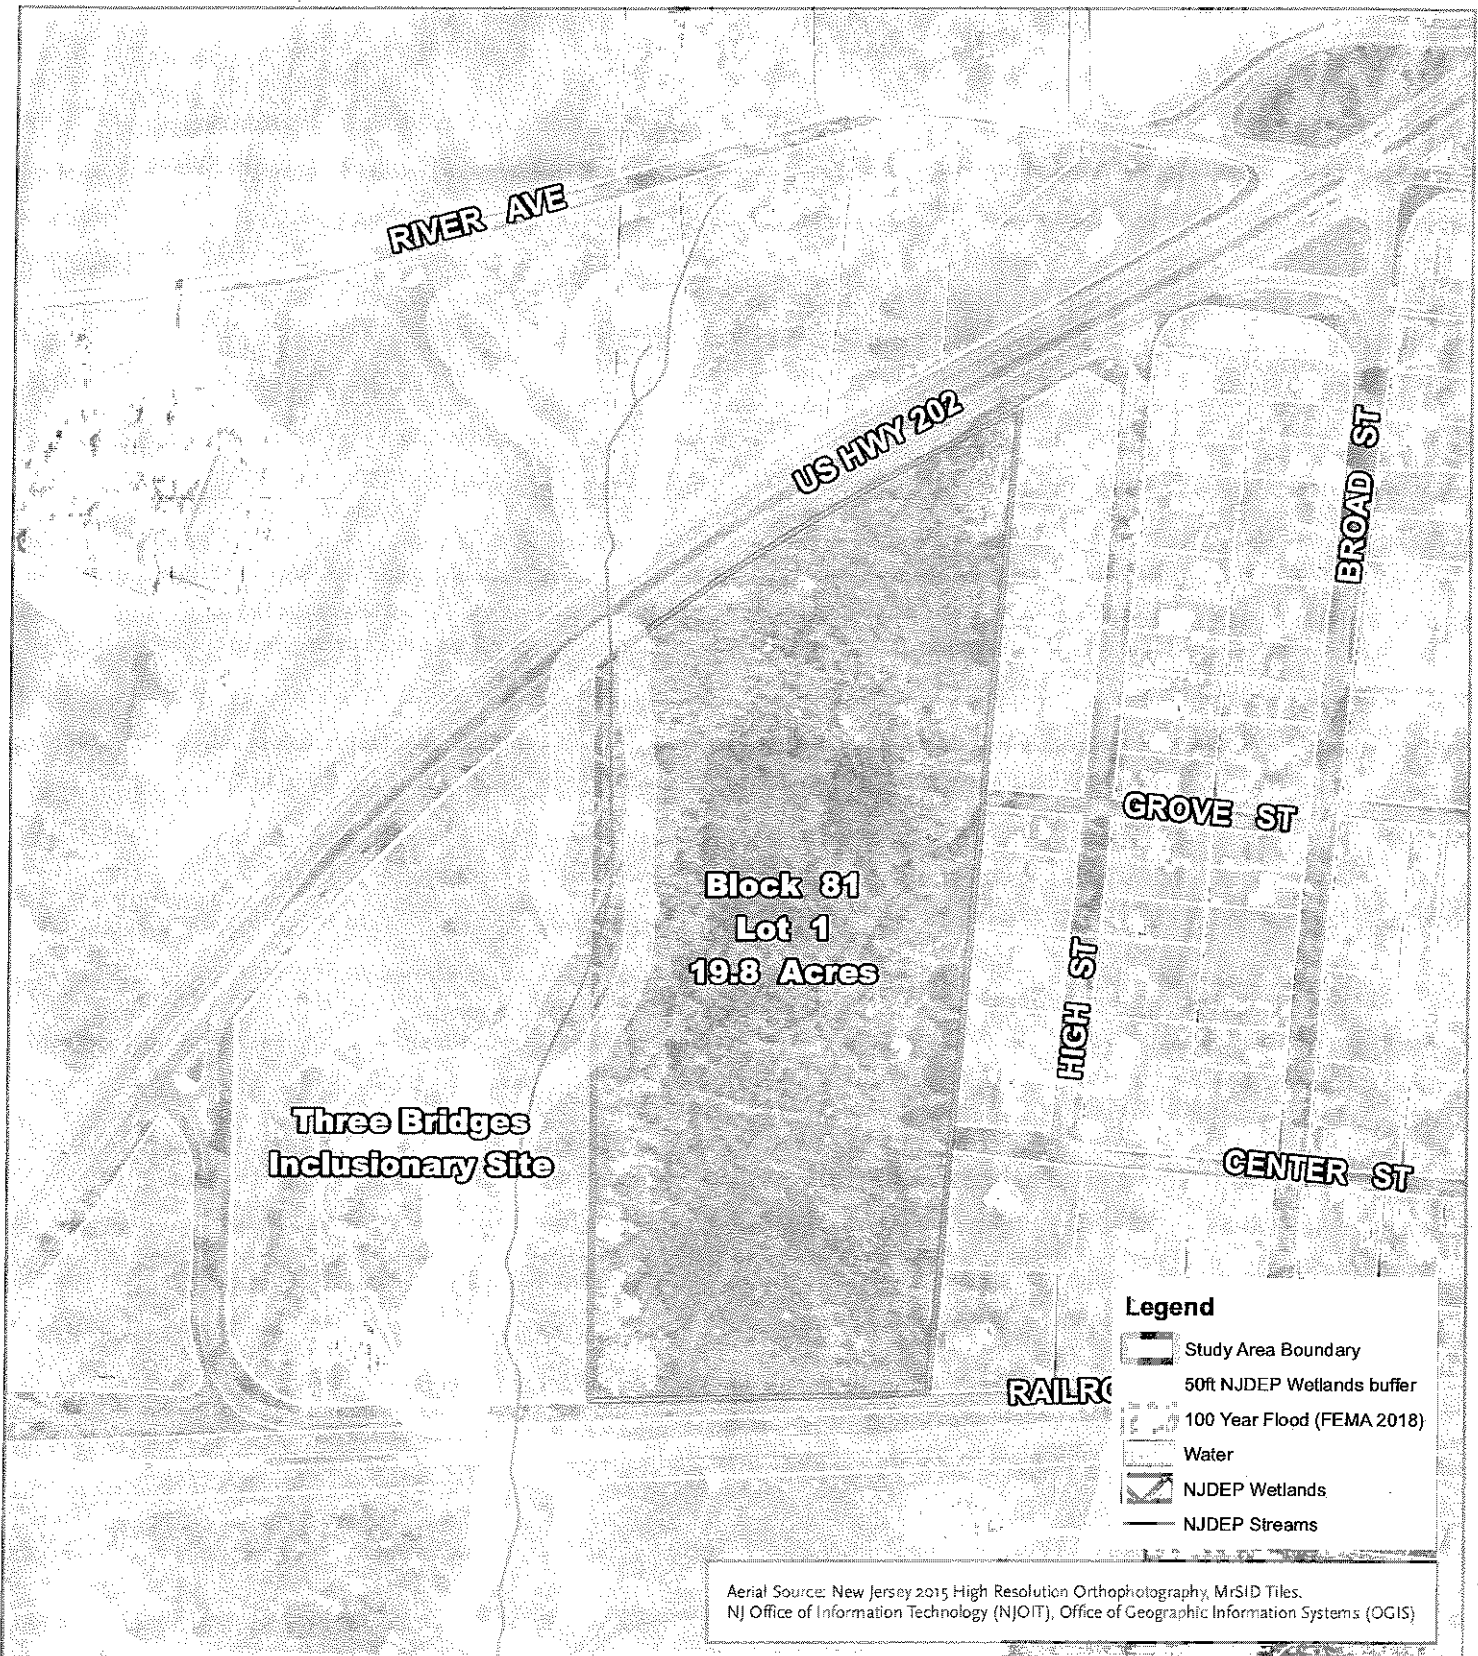 RIVER AVE
US HWY 202
BROAD ST
GROVE ST
Block 81
Lot 1
19.8 Acres
HIGH ST
Three Bridges
Inclusionary Site
CENTER ST
Legend
Study Area Boundary
50ft NJDEP Wetlands buffer
100 Year Flood (FEMA 2018)
Water
NJDEP Wetlands
NJDEP Streams
Aerial Source: New Jersey 2015 High Resolution Orthophotography, MrSID Tiles.
NJ Office of Information Technology (NJOIT), Office of Geographic Information Systems (OGIS)